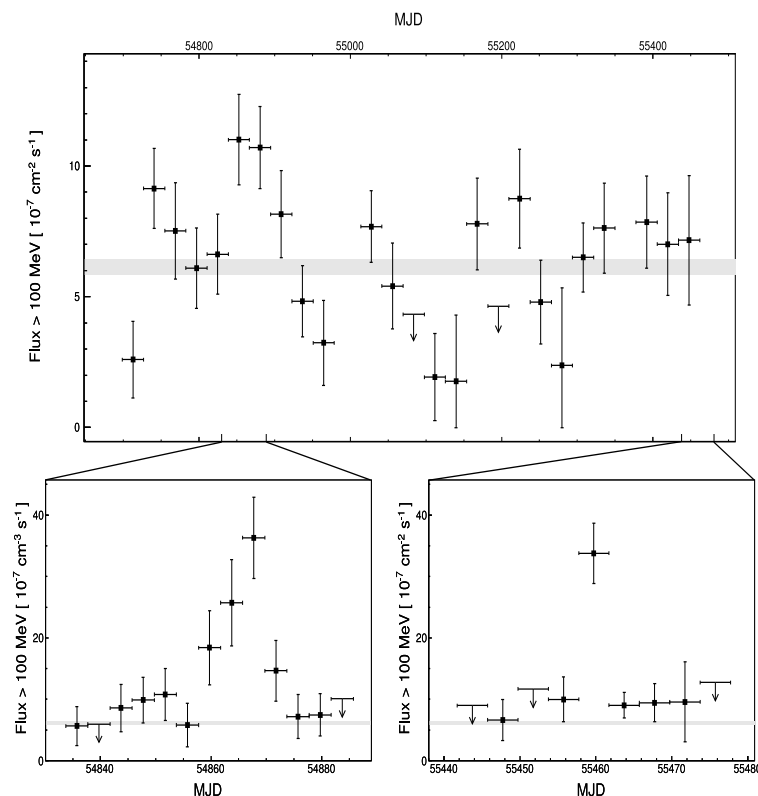 MJD
54800 55000 55200 55400
Flux > 100 MeV [ 10⁻⁷ cm⁻² s⁻¹ ]
10
5
0
Flux > 100 MeV [ 10⁻⁷ cm⁻³ s⁻¹ ]
40
20
0
54840 54860 54880
MJD
Flux > 100 MeV [ 10⁻⁷ cm⁻² s⁻¹ ]
40
20
0
55440 55450 55460 55470 5548
MJD